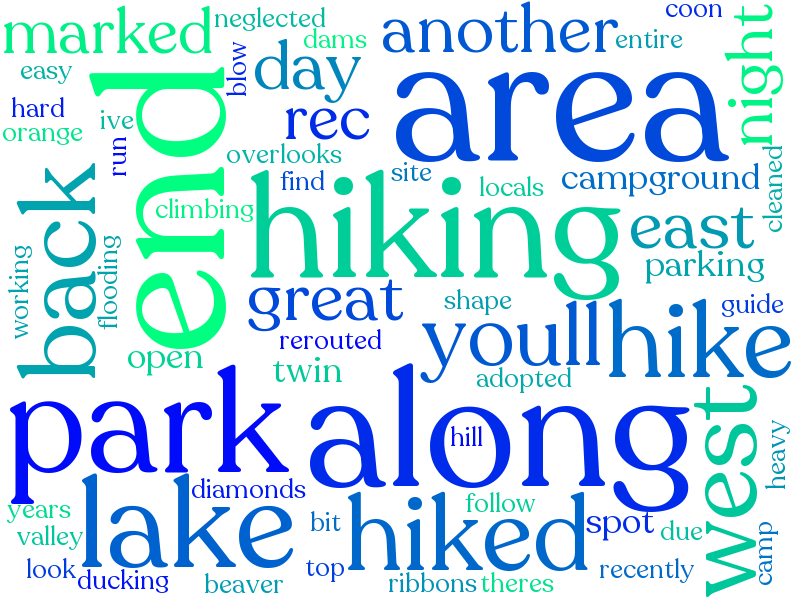 coon
marked
neglected
another
entire
dams
night
easy
blow
day
area
hard
rec
orange
ive
end
run
overlooks
site
find
locals
campground
cleaned
back
hiking
climbing
east
working
flooding
parking
great
shape
youll
hike
guide
rerouted
open
twin
adopted
park
along
west
hill
heavy
lake
diamonds
hiked
follow
spot
due
years
bit
valley
camp
look
ducking
beaver
top
ribbons
theres
recently